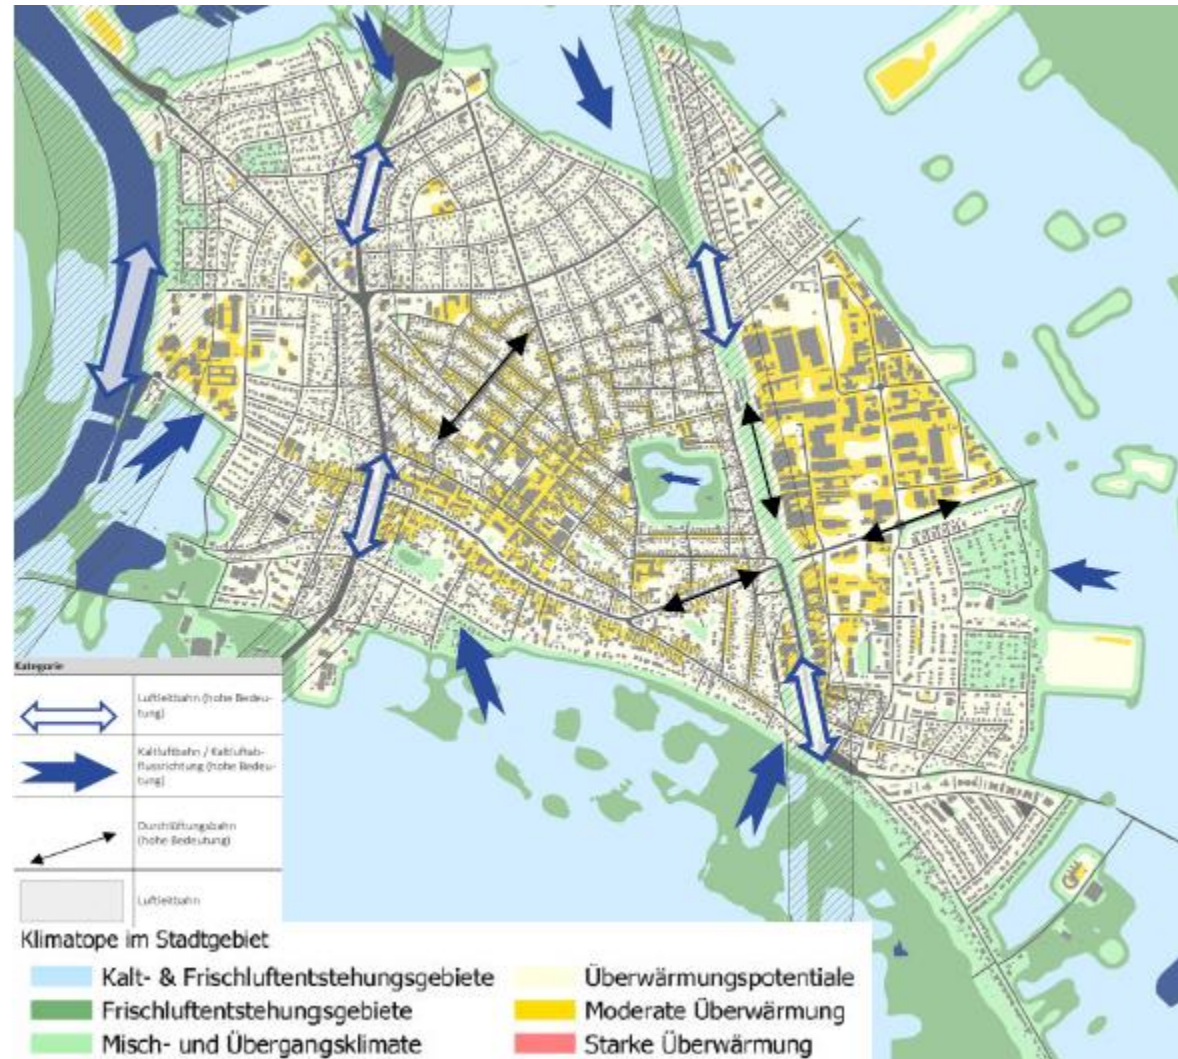 Kategorie
Luftleitbahn (hohe Bedeu-
tung)
Kaltluftbahn / Kaltluftab-
flussrichtung (hohe Bedeu-
tung)
Durchlüftungsbahn
(hohe Bedeutung)
Luftleitbahn
Klimatope im Stadtgebiet
Kalt- & Frischluftentstehungsgebiete
Frischluftentstehungsgebiete
Misch- und Übergangsklimate
Überwärmungspotentiale
Moderate Überwärmung
Starke Überwärmung